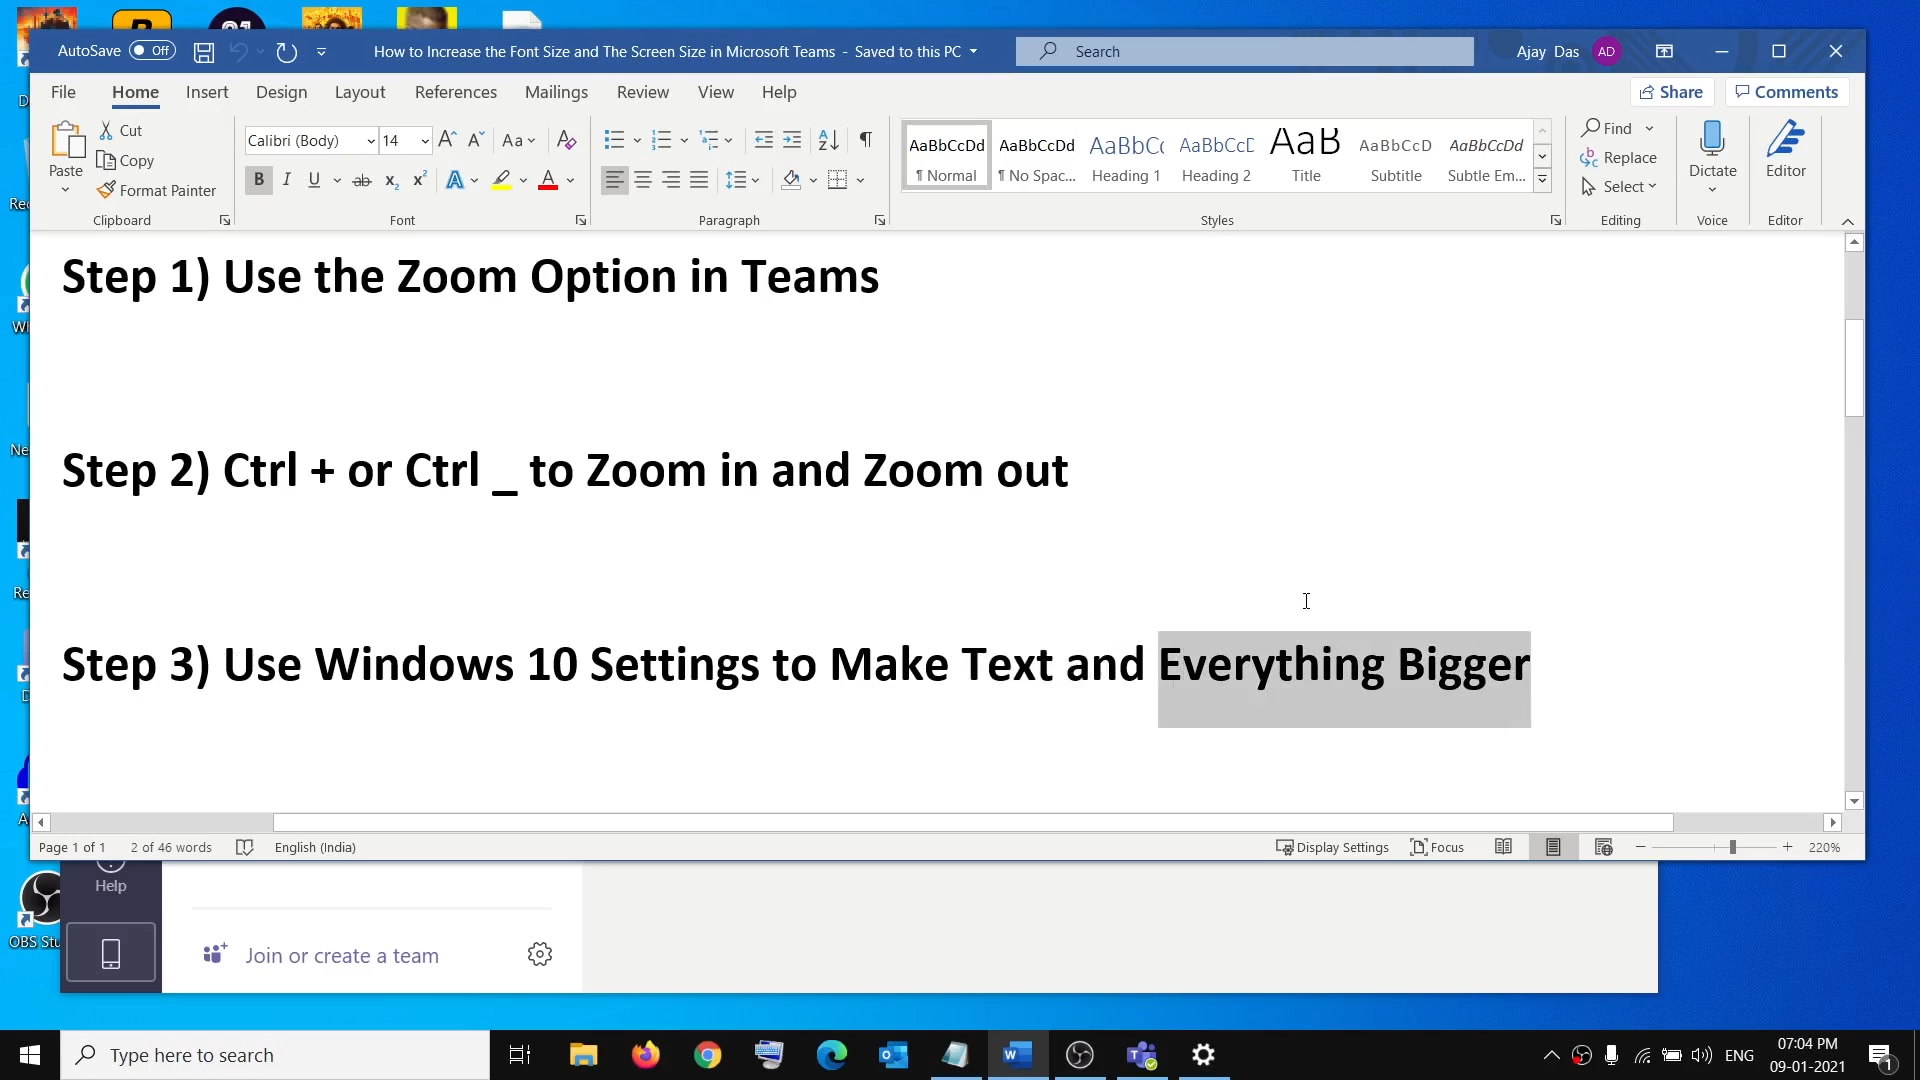 AutoSave Off How to Increase the Font Size and The Screen Size in Microsoft Teams - Saved to this PC Search Ajay Das AD
File Home Insert Design Layout References Mailings Review View Help Share Comments
Paste Cut
Copy
Format Painter
Clipboard
Calibri (Body) 14
Font
Paragraph
AaBbCcDd AaBbCcDd AaBbCc AaBbCcD AaB AaBbCcD AaBbCcDd
¶ Normal ¶ No Spac... Heading 1 Heading 2 Title Subtitle Subtle Em...
Styles
Find
Replace
Select
Editing
Dictate
Voice
Editor
Editor
Step 1) Use the Zoom Option in Teams
Step 2) Ctrl + or Ctrl _ to Zoom in and Zoom out
Step 3) Use Windows 10 Settings to Make Text and Everything Bigger
Page 1 of 1 2 of 46 words English (India) Display Settings Focus 220%
Help
OBS Stu
Join or create a team
Type here to search
ENG
07:04 PM
09-01-2021
1